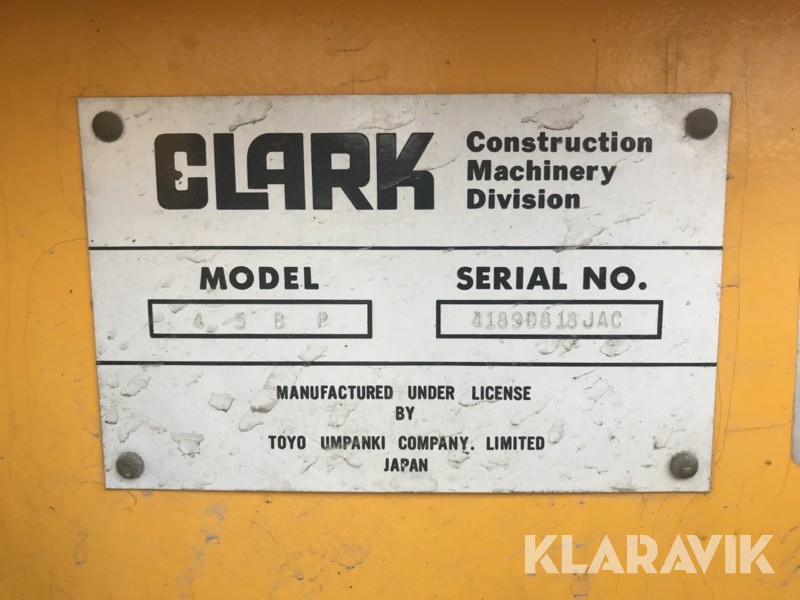 CLARK
Construction
Machinery
Division
MODEL
SERIAL NO.
4 5 B P
4189D818JAC
MANUFACTURED UNDER LICENSE
BY
TOYO UMPANKI COMPANY. LIMITED
JAPAN
KLARAVIK